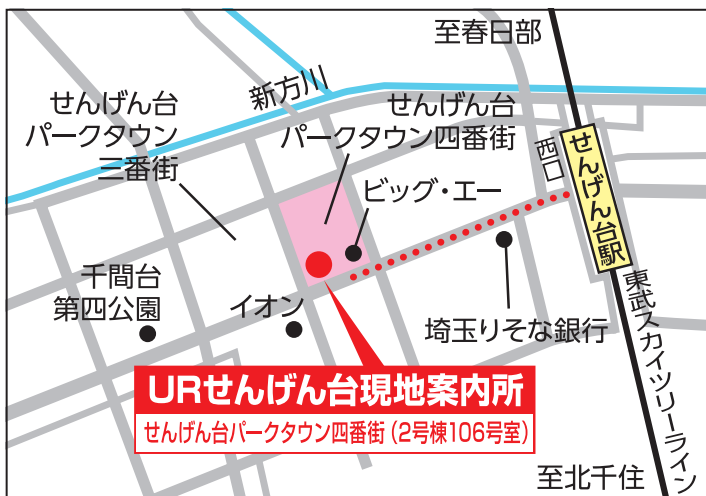 至春日部
新方川
せんげん台
パークタウン
三番街
せんげん台
パークタウン四番街
西口
せんげん台駅
ビッグ・エー
千間台
第四公園
イオン
埼玉りそな銀行
東武スカイツリーライン
URせんげん台現地案内所
せんげん台パークタウン四番街(2号棟106号室)
至北千住